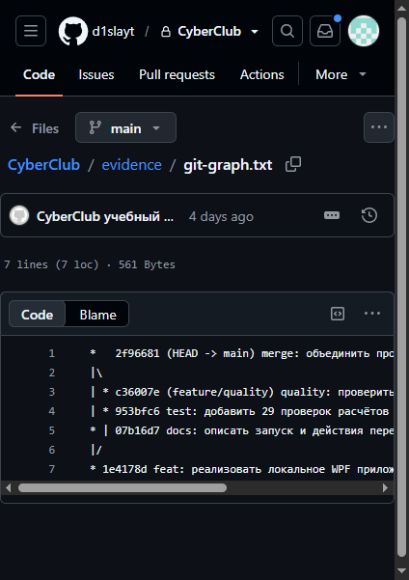 d1slayt / CyberClub
Code Issues Pull requests Actions More
Files main
CyberClub / evidence / git-graph.txt
CyberClub учебный ... 4 days ago
7 lines (7 loc) · 561 Bytes
Code Blame
1 * 2f96681 (HEAD -> main) merge: объединить про
2 |\
3 | * c36007e (feature/quality) quality: проверить
4 | * 953bfc6 test: добавить 29 проверок расчётов
5 * | 07b16d7 docs: описать запуск и действия пере
6 |/
7 * 1e4178d feat: реализовать локальное WPF прилож